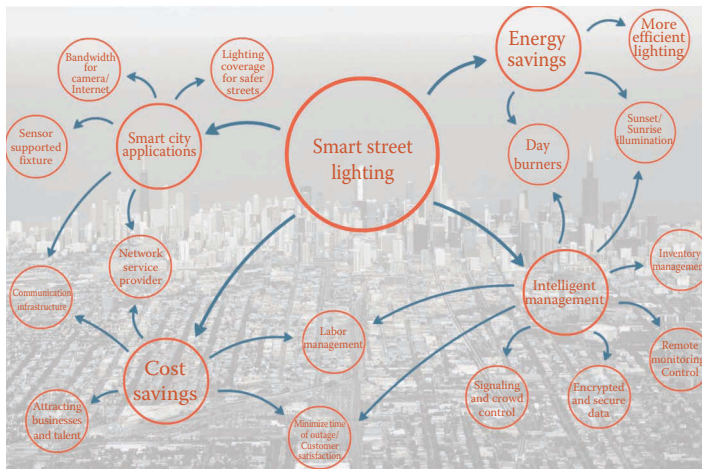 Energy
savings
More
efficient
lighting
Bandwidth
for
camera/
Internet
Lighting
coverage
for safer
streets
Smart city
applications
Sensor
supported
fixture
Smart street
lighting
Day
burners
Sunset/
Sunrise
illumination
Network
service
provider
Communication
infrastructure
Intelligent
management
Inventory
management
Labor
management
Cost
savings
Remote
monitoring
Control
Signaling
and crowd
control
Encrypted
and secure
data
Attracting
businesses
and talent
Minimize time
of outage/
Customer
satisfaction